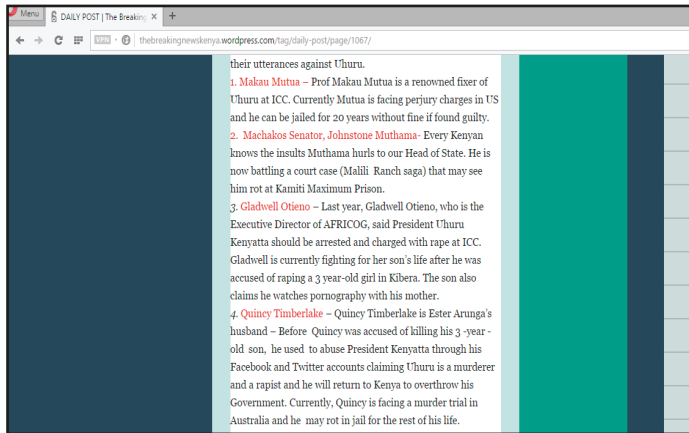 Menu
DAILY POST | The Breaking
VPN
thebreakingnewskenya.wordpress.com/tag/daily-post/page/1067/
their utterances against Uhuru.
1. Makau Mutua – Prof Makau Mutua is a renowned fixer of
Uhuru at ICC. Currently Mutua is facing perjury charges in US
and he can be jailed for 20 years without fine if found guilty.
2.  Machakos Senator, Johnstone Muthama- Every Kenyan
knows the insults Muthama hurls to our Head of State. He is
now battling a court case (Malili  Ranch saga) that may see
him rot at Kamiti Maximum Prison.
3. Gladwell Otieno – Last year, Gladwell Otieno, who is the
Executive Director of AFRICOG, said President Uhuru
Kenyatta should be arrested and charged with rape at ICC.
Gladwell is currently fighting for her son's life after he was
accused of raping a 3 year-old girl in Kibera. The son also
claims he watches pornography with his mother.
4. Quincy Timberlake – Quincy Timberlake is Ester Arunga's
husband – Before  Quincy was accused of killing his 3 -year -
old  son,  he used  to abuse President Kenyatta through his
Facebook and Twitter accounts claiming Uhuru is a murderer
and a rapist and he will return to Kenya to overthrow his
Government. Currently, Quincy is facing a murder trial in
Australia and he  may rot in jail for the rest of his life.